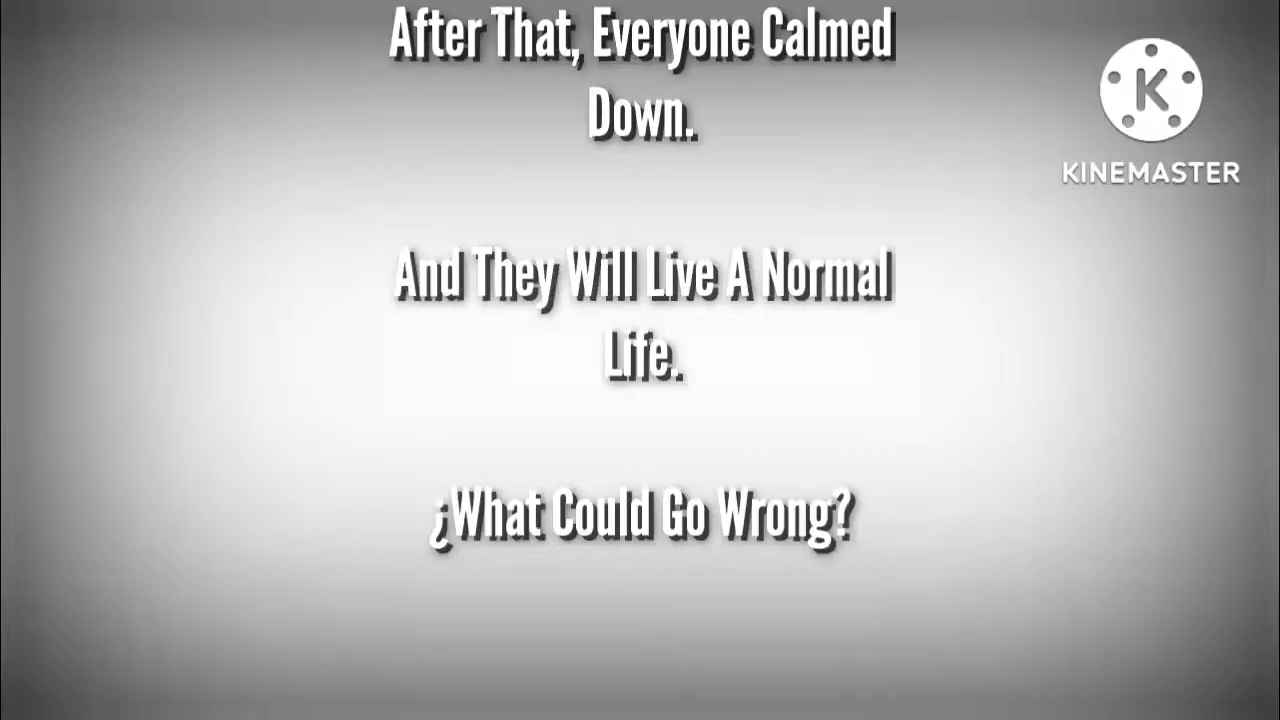 After That, Everyone Calmed
Down.
And They Will Live A Normal
Life.
¿What Could Go Wrong?
K
KINEMASTER